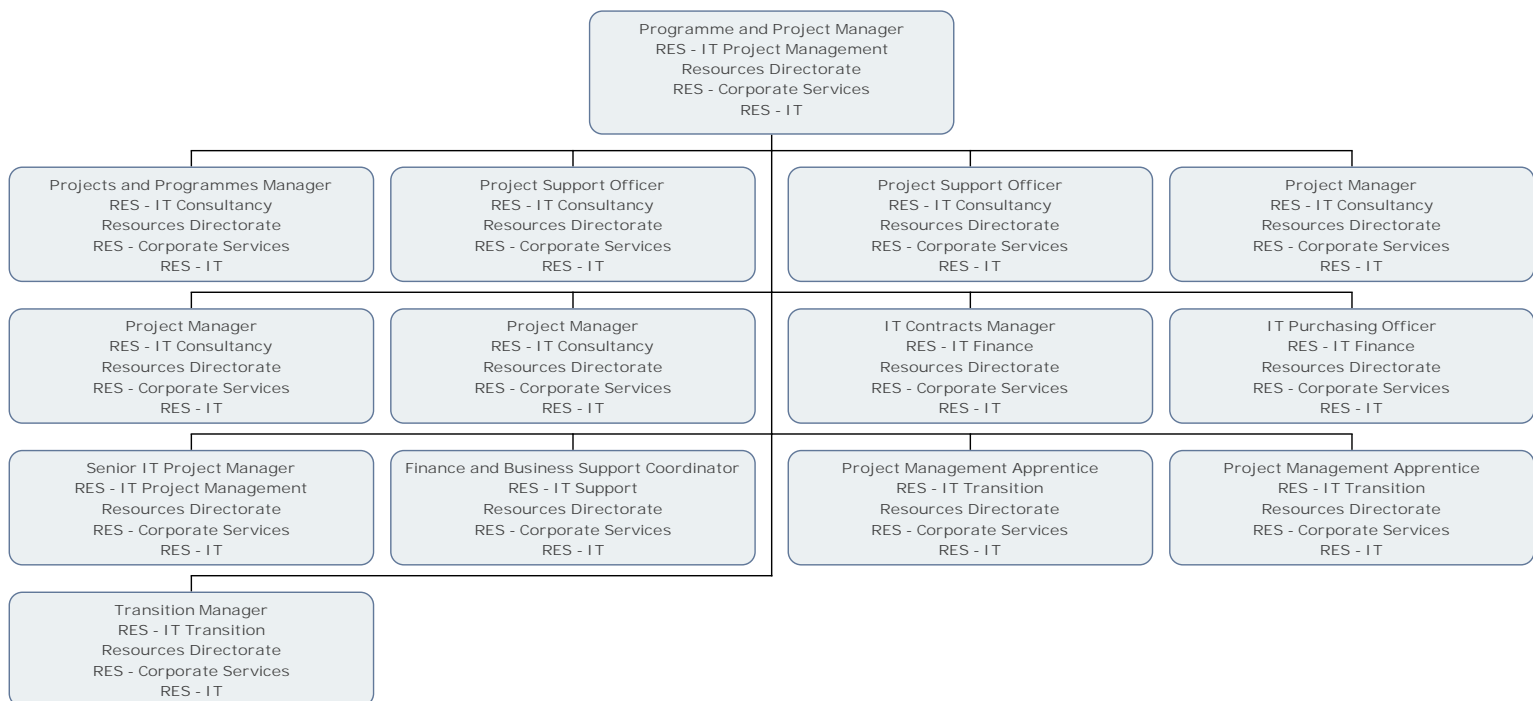 Programme and Project Manager
RES - IT Project Management
Resources Directorate
RES - Corporate Services
RES - IT
Projects and Programmes Manager
RES - IT Consultancy
Resources Directorate
RES - Corporate Services
RES - IT
Project Support Officer
RES - IT Consultancy
Resources Directorate
RES - Corporate Services
RES - IT
Project Support Officer
RES - IT Consultancy
Resources Directorate
RES - Corporate Services
RES - IT
Project Manager
RES - IT Consultancy
Resources Directorate
RES - Corporate Services
RES - IT
Project Manager
RES - IT Consultancy
Resources Directorate
RES - Corporate Services
RES - IT
Project Manager
RES - IT Consultancy
Resources Directorate
RES - Corporate Services
RES - IT
IT Contracts Manager
RES - IT Finance
Resources Directorate
RES - Corporate Services
RES - IT
IT Purchasing Officer
RES - IT Finance
Resources Directorate
RES - Corporate Services
RES - IT
Senior IT Project Manager
RES - IT Project Management
Resources Directorate
RES - Corporate Services
RES - IT
Finance and Business Support Coordinator
RES - IT Support
Resources Directorate
RES - Corporate Services
RES - IT
Project Management Apprentice
RES - IT Transition
Resources Directorate
RES - Corporate Services
RES - IT
Project Management Apprentice
RES - IT Transition
Resources Directorate
RES - Corporate Services
RES - IT
Transition Manager
RES - IT Transition
Resources Directorate
RES - Corporate Services
RES - IT